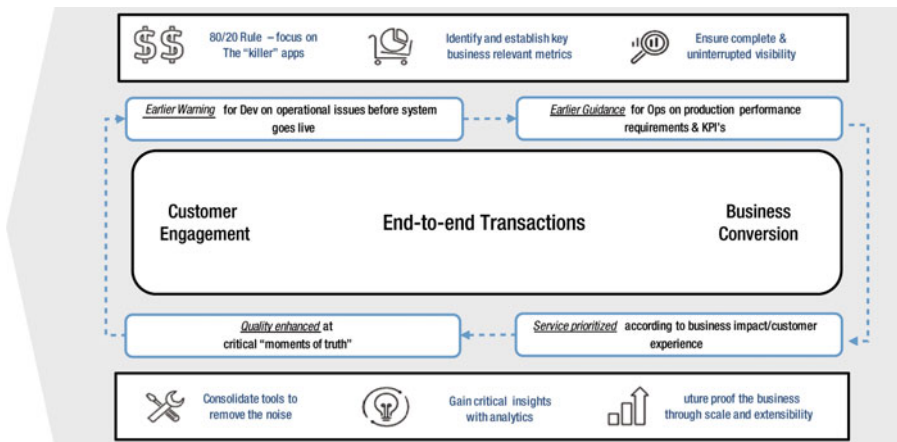 80/20 Rule – focus on
The "killer" apps
Identify and establish key
business relevant metrics
Ensure complete &
uninterrupted visibility
Earlier Warning for Dev on operational issues before system
goes live
Earlier Guidance for Ops on production performance
requirements & KPI's
Customer
Engagement
End-to-end Transactions
Business
Conversion
Quality enhanced at
critical “moments of truth”
Service prioritized according to business impact/customer
experience
Consolidate tools to
remove the noise
Gain critical insights
with analytics
uture proof the business
through scale and extensibility